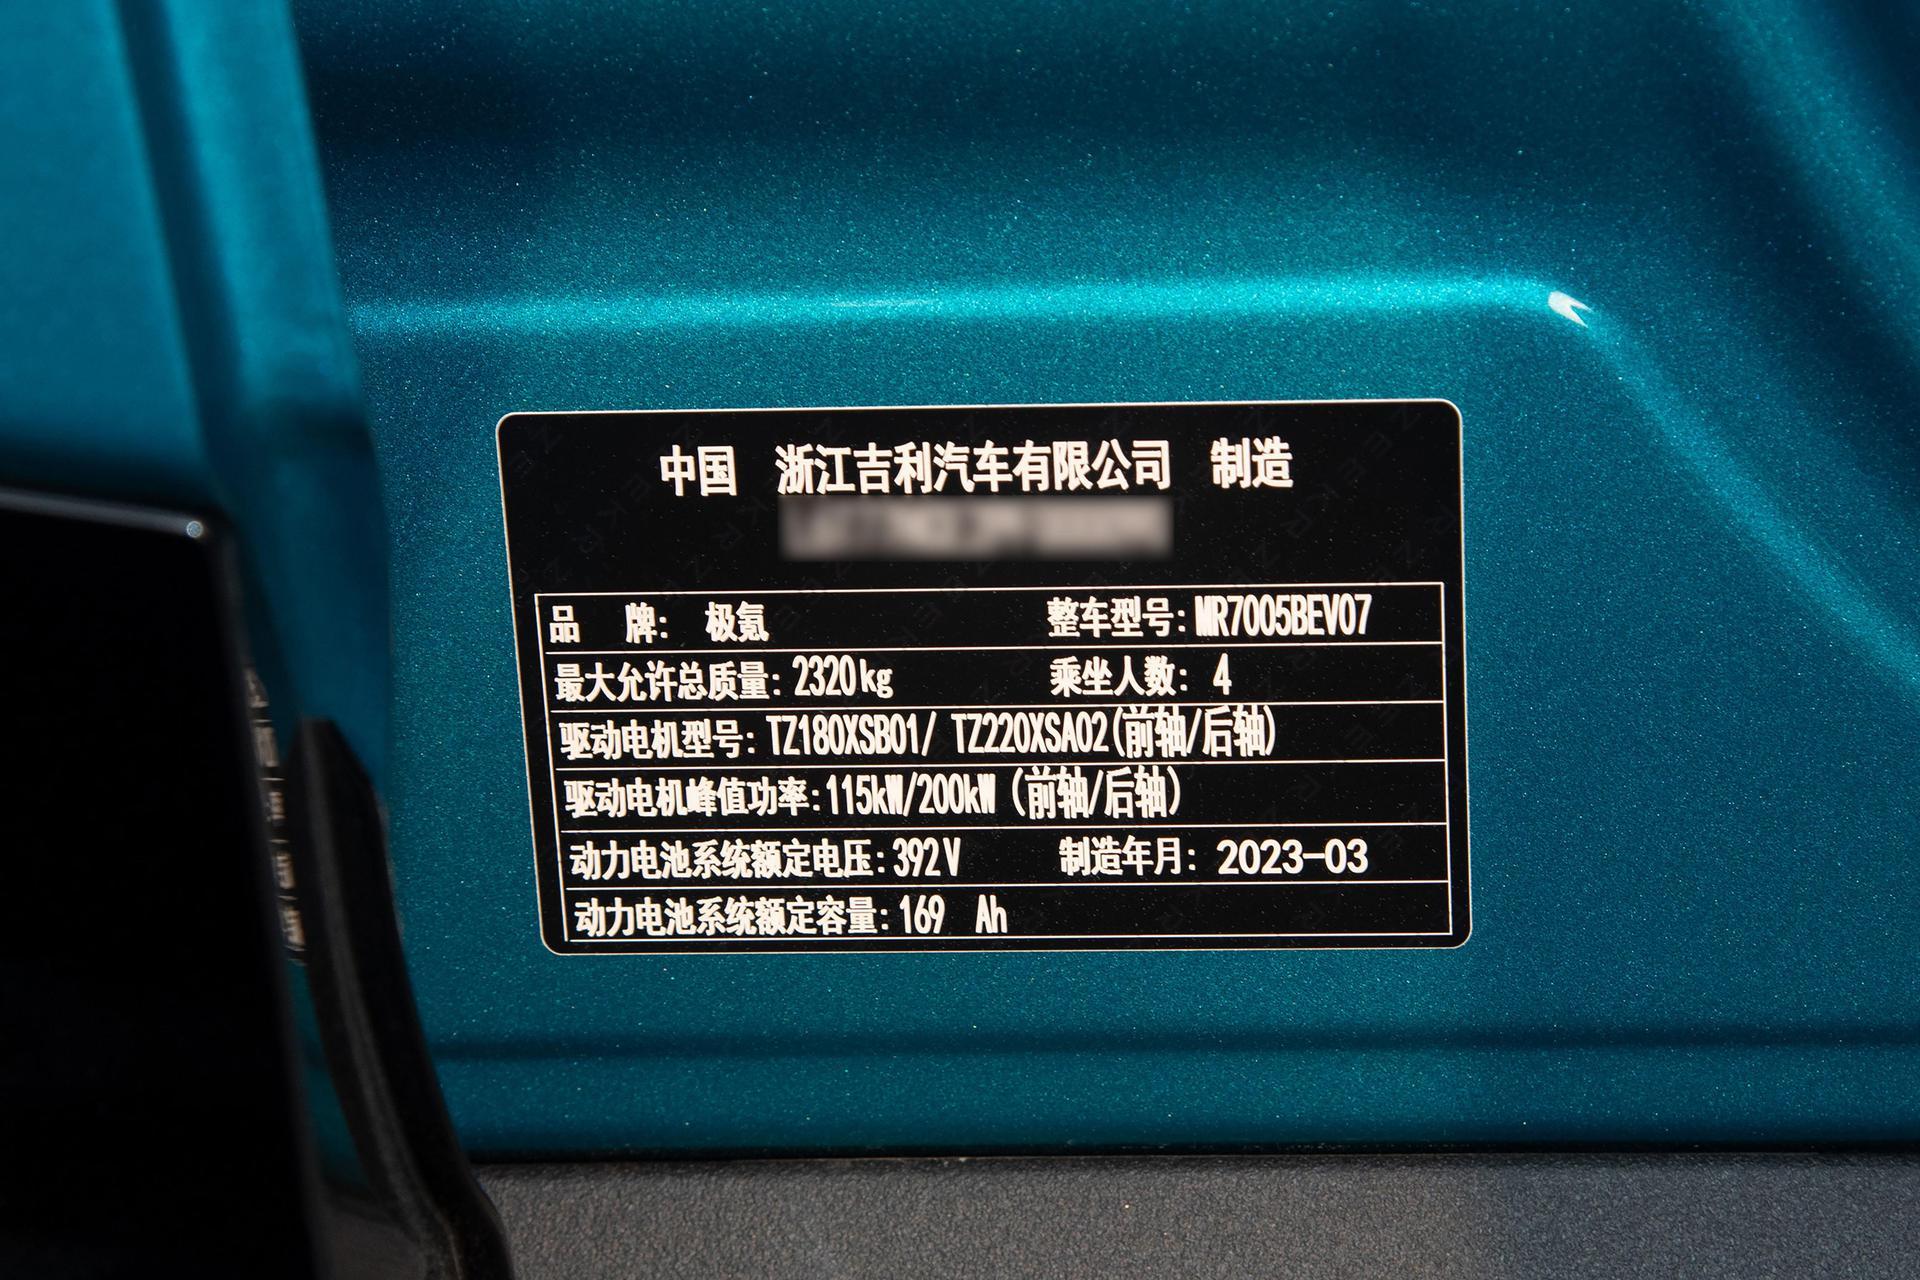 中国 浙江吉利汽车有限公司 制造
品 牌: 极氪 整车型号:MR7005BEV07
最大允许总质量: 2320kg 乘坐人数: 4
驱动电机型号: TZ180XSB01/ TZ220XSA02(前轴/后轴)
驱动电机峰值功率:115kW/200kW (前轴/后轴)
动力电池系统额定电压: 392V 制造年月: 2023-03
动力电池系统额定容量: 169 Ah